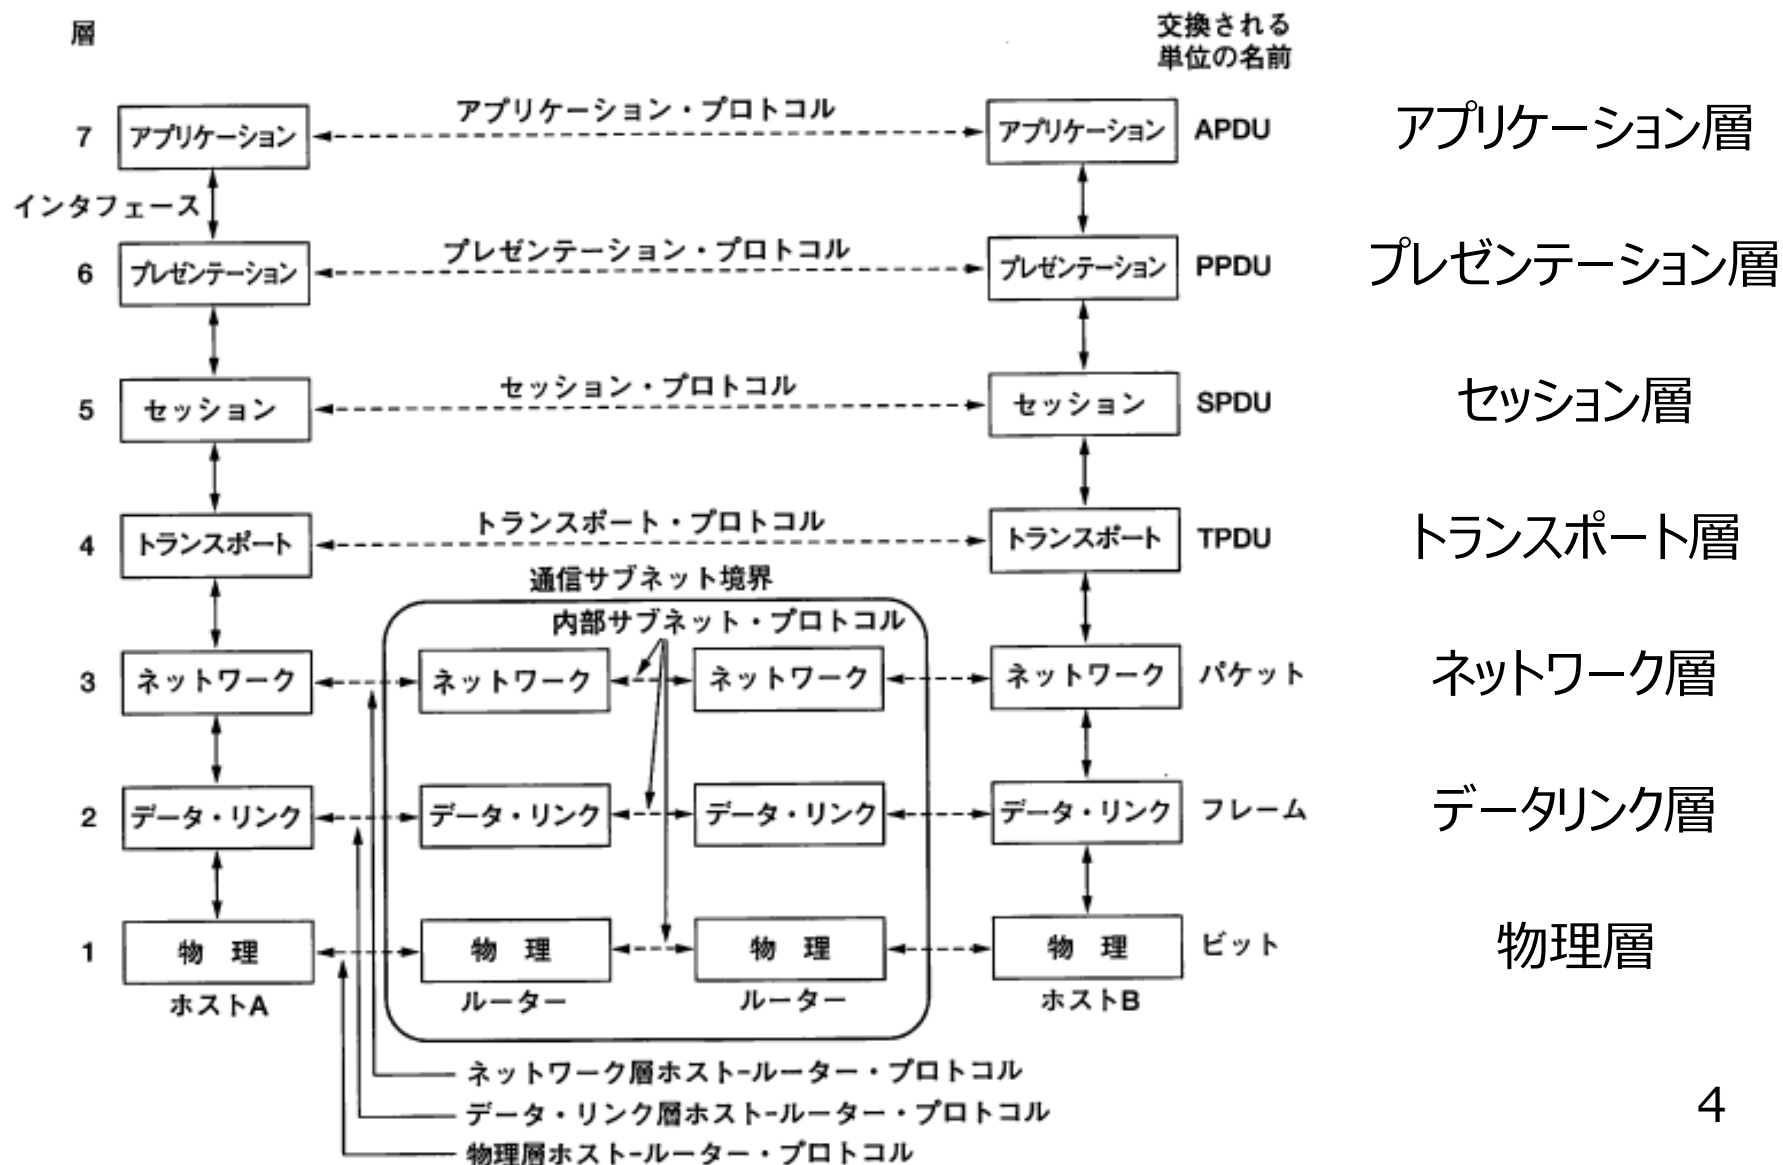 層
交換される
単位の名前
7 アプリケーション アプリケーション・プロトコル アプリケーション APDU アプリケーション層
インタフェース
6 プレゼンテーション プレゼンテーション・プロトコル プレゼンテーション PPDU プレゼンテーション層
5 セッション セッション・プロトコル セッション SPDU セッション層
4 トランスポート トランスポート・プロトコル トランスポート TPDU トランスポート層
通信サブネット境界
内部サブネット・プロトコル
3 ネットワーク ネットワーク ネットワーク ネットワーク パケット ネットワーク層
2 データ・リンク データ・リンク データ・リンク データ・リンク フレーム データリンク層
1 物理 物理 物理 物理 ビット 物理層
ホストA ルーター ルーター ホストB
ネットワーク層ホスト-ルーター・プロトコル
データ・リンク層ホスト-ルーター・プロトコル
物理層ホスト-ルーター・プロトコル
4